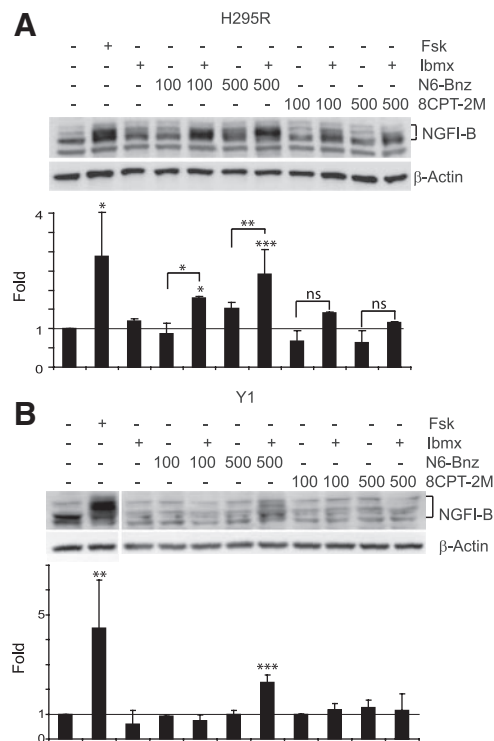 A
H295R
- + - - - - - - - - - Fsk
- - + - + - + - + - + Ibmx
- - - 100 100 500 500 - - - - N6-Bnz
- - - - - - - 100 100 500 500 8CPT-2M
NGFI-B
β-Actin
4
**
***
*
*
*
ns
ns
Fold
1
0
B
Y1
- + - - - - - - - - - Fsk
- - + - + - + - + - + Ibmx
- - - 100 100 500 500 - - - - N6-Bnz
- - - - - - - 100 100 500 500 8CPT-2M
NGFI-B
β-Actin
**
5
***
Fold
1
0